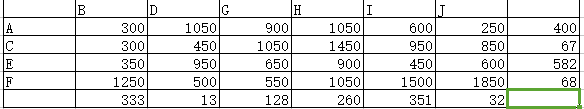 B D G H I J
A 300 1050 900 1050 600 250 400
C 300 450 1050 1450 950 850 67
E 350 950 650 900 450 600 582
F 1250 500 550 1050 1500 1850 68
333 13 128 260 351 32